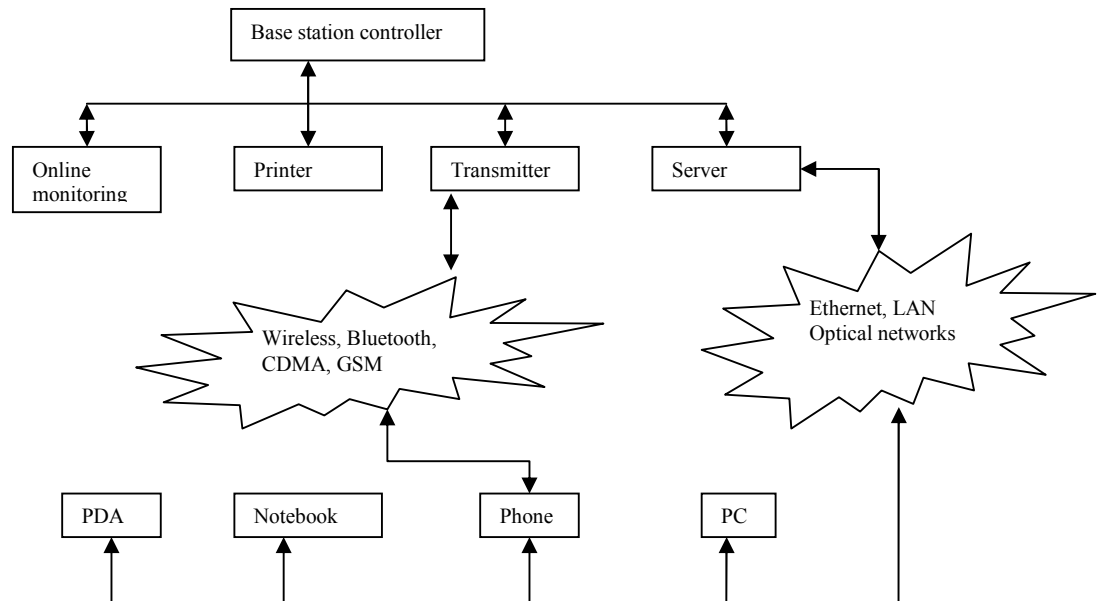 Base station controller
Online
monitoring
Printer
Transmitter
Server
Ethernet, LAN
Optical networks
Wireless, Bluetooth,
CDMA, GSM
PDA
Notebook
Phone
PC